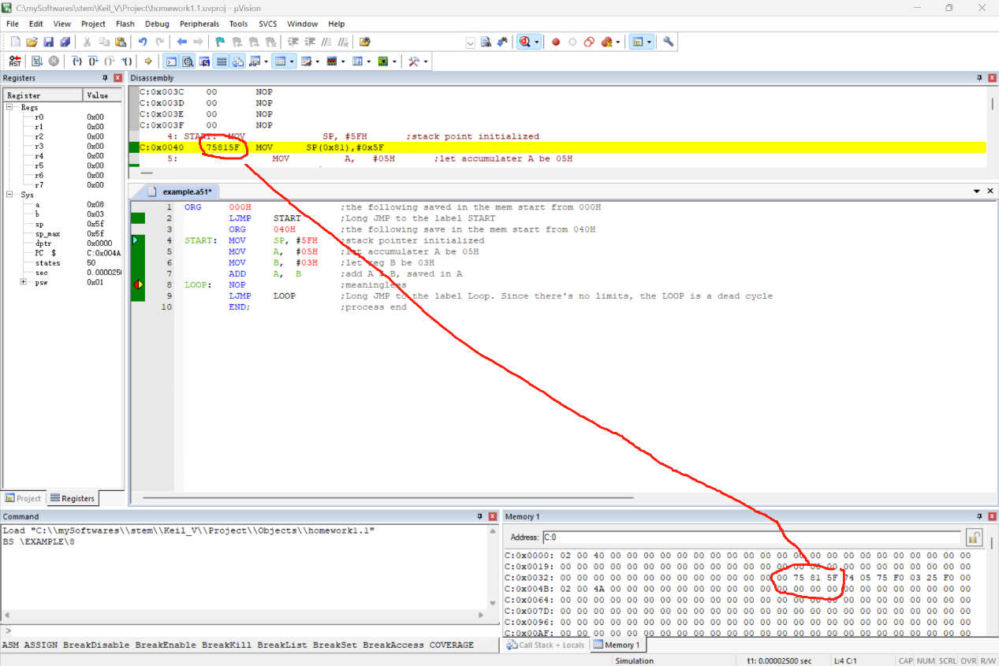 C:\mySoftwares\stem\Keil_V\Project\homework1.1.uvproj - µVision
File Edit View Project Flash Debug Peripherals Tools SVCS Window Help
RST
Registers
Register Value
Regs
r0 0x00
r1 0x00
r2 0x00
r3 0x00
r4 0x00
r5 0x00
r6 0x00
r7 0x00
Sys
a 0x08
b 0x03
sp 0x5f
sp_max 0x5f
dptr 0x0000
PC $ C:0x004A
states 50
sec 0.0000250
psw 0x01
Project Registers
Disassembly
C:0x003C 00 NOP
C:0x003D 00 NOP
C:0x003E 00 NOP
C:0x003F 00 NOP
4: START: MOV SP, #5FH ;stack point initialized
C:0x0040 75815F MOV SP(0x81),#0x5F
5: MOV A, #05H ;let accumulater A be 05H
example.a51*
1 ORG 000H ;the following saved in the mem start from 000H
2 LJMP START ;Long JMP to the label START
3 ORG 040H ;the following save in the mem start from 040H
4 START: MOV SP, #5FH ;stack pointer initialized
5 MOV A, #05H ;let accumulater A be 05H
6 MOV B, #03H ;let reg B be 03H
7 ADD A, B ;add A & B, saved in A
8 LOOP: NOP ;meaningless
9 LJMP LOOP ;Long JMP to the label Loop. Since there's no limits, the LOOP is a dead cycle
10 END; ;process end
Command
Load "C:\\mySoftwares\\stem\\Keil_V\\Project\\Objects\\homework1.1"
BS \EXAMPLE\8
>
ASM ASSIGN BreakDisable BreakEnable BreakKill BreakList BreakSet BreakAccess COVERAGE
Memory 1
Address: C:0
C:0x0000: 02 00 40 00 00 00 00 00 00 00 00 00 00 00 00 00 00 00 00 00 00 00 00 00 00
C:0x0019: 00 00 00 00 00 00 00 00 00 00 00 00 00 00 00 00 00 00 00 00 00 00 00 00 00
C:0x0032: 00 00 00 00 00 00 00 00 00 00 00 00 00 00 75 81 5F 74 05 75 F0 03 25 F0 00
C:0x004B: 02 00 4A 00 00 00 00 00 00 00 00 00 00 00 00 00 00 00 00 00 00 00 00 00 00
C:0x0064: 00 00 00 00 00 00 00 00 00 00 00 00 00 00 00 00 00 00 00 00 00 00 00 00 00
C:0x007D: 00 00 00 00 00 00 00 00 00 00 00 00 00 00 00 00 00 00 00 00 00 00 00 00 00
C:0x0096: 00 00 00 00 00 00 00 00 00 00 00 00 00 00 00 00 00 00 00 00 00 00 00 00 00
C:0x00AF: 00 00 00 00 00 00 00 00 00 00 00 00 00 00 00 00 00 00 00 00 00 00 00 00 00
Call Stack + Locals Memory 1
Simulation t1: 0.00002500 sec L:4 C:1 CAP NUM SCRL OVR R/W